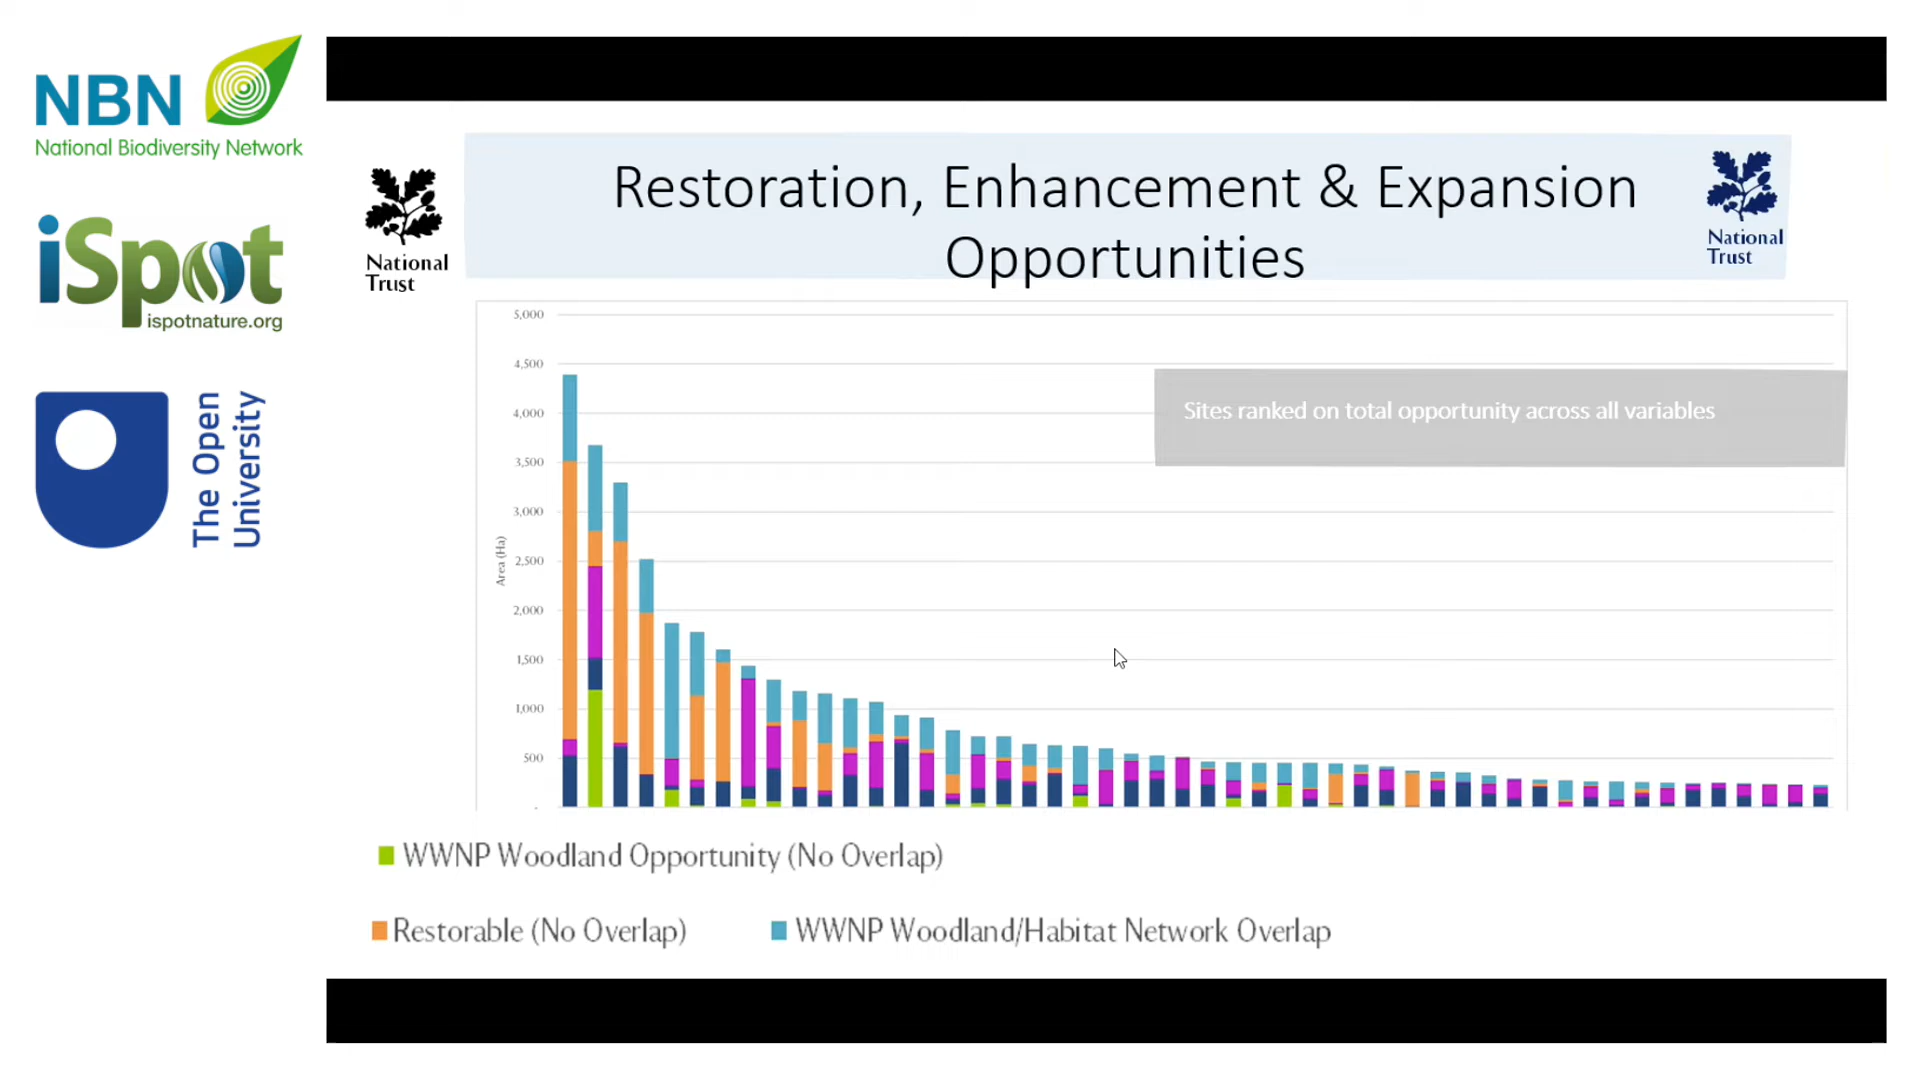 NBN
National Biodiversity Network
iSpot
ispotnature.org
The Open
University
National
Trust
Restoration, Enhancement & Expansion
Opportunities
National
Trust
5,000
4,500
4,000
3,500
3,000
2,500
2,000
1,500
1,000
500
-
Area (Ha)
Sites ranked on total opportunity across all variables
WWNP Woodland Opportunity (No Overlap)
Restorable (No Overlap)
WWNP Woodland/Habitat Network Overlap